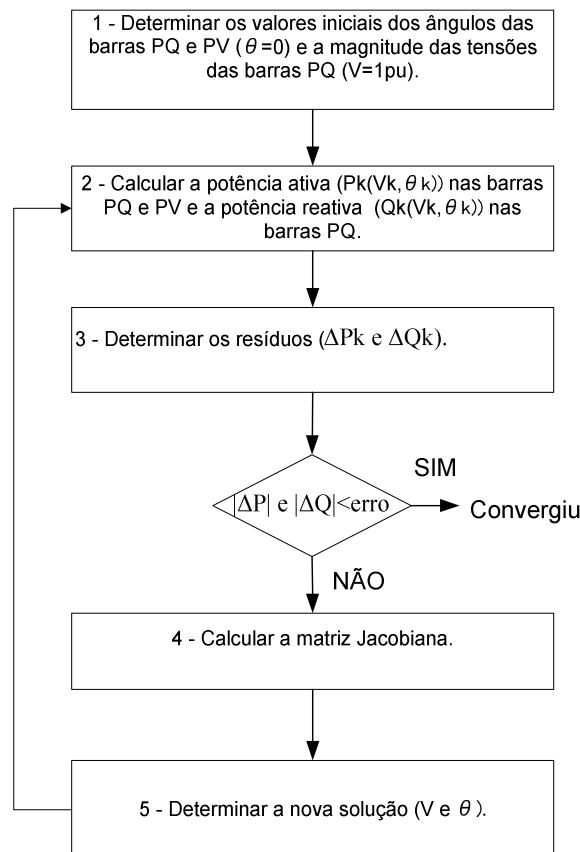 1 - Determinar os valores iniciais dos ângulos das
barras PQ e PV (θ=0) e a magnitude das tensões
das barras PQ (V=1pu).
2 - Calcular a potência ativa (Pk(Vk,θk)) nas barras
PQ e PV e a potência reativa (Qk(Vk,θk)) nas
barras PQ.
3 - Determinar os resíduos (ΔPk e ΔQk).
SIM
|ΔP| e |ΔQ|<erro
Convergiu
NÃO
4 - Calcular a matriz Jacobiana.
5 - Determinar a nova solução (V e θ).